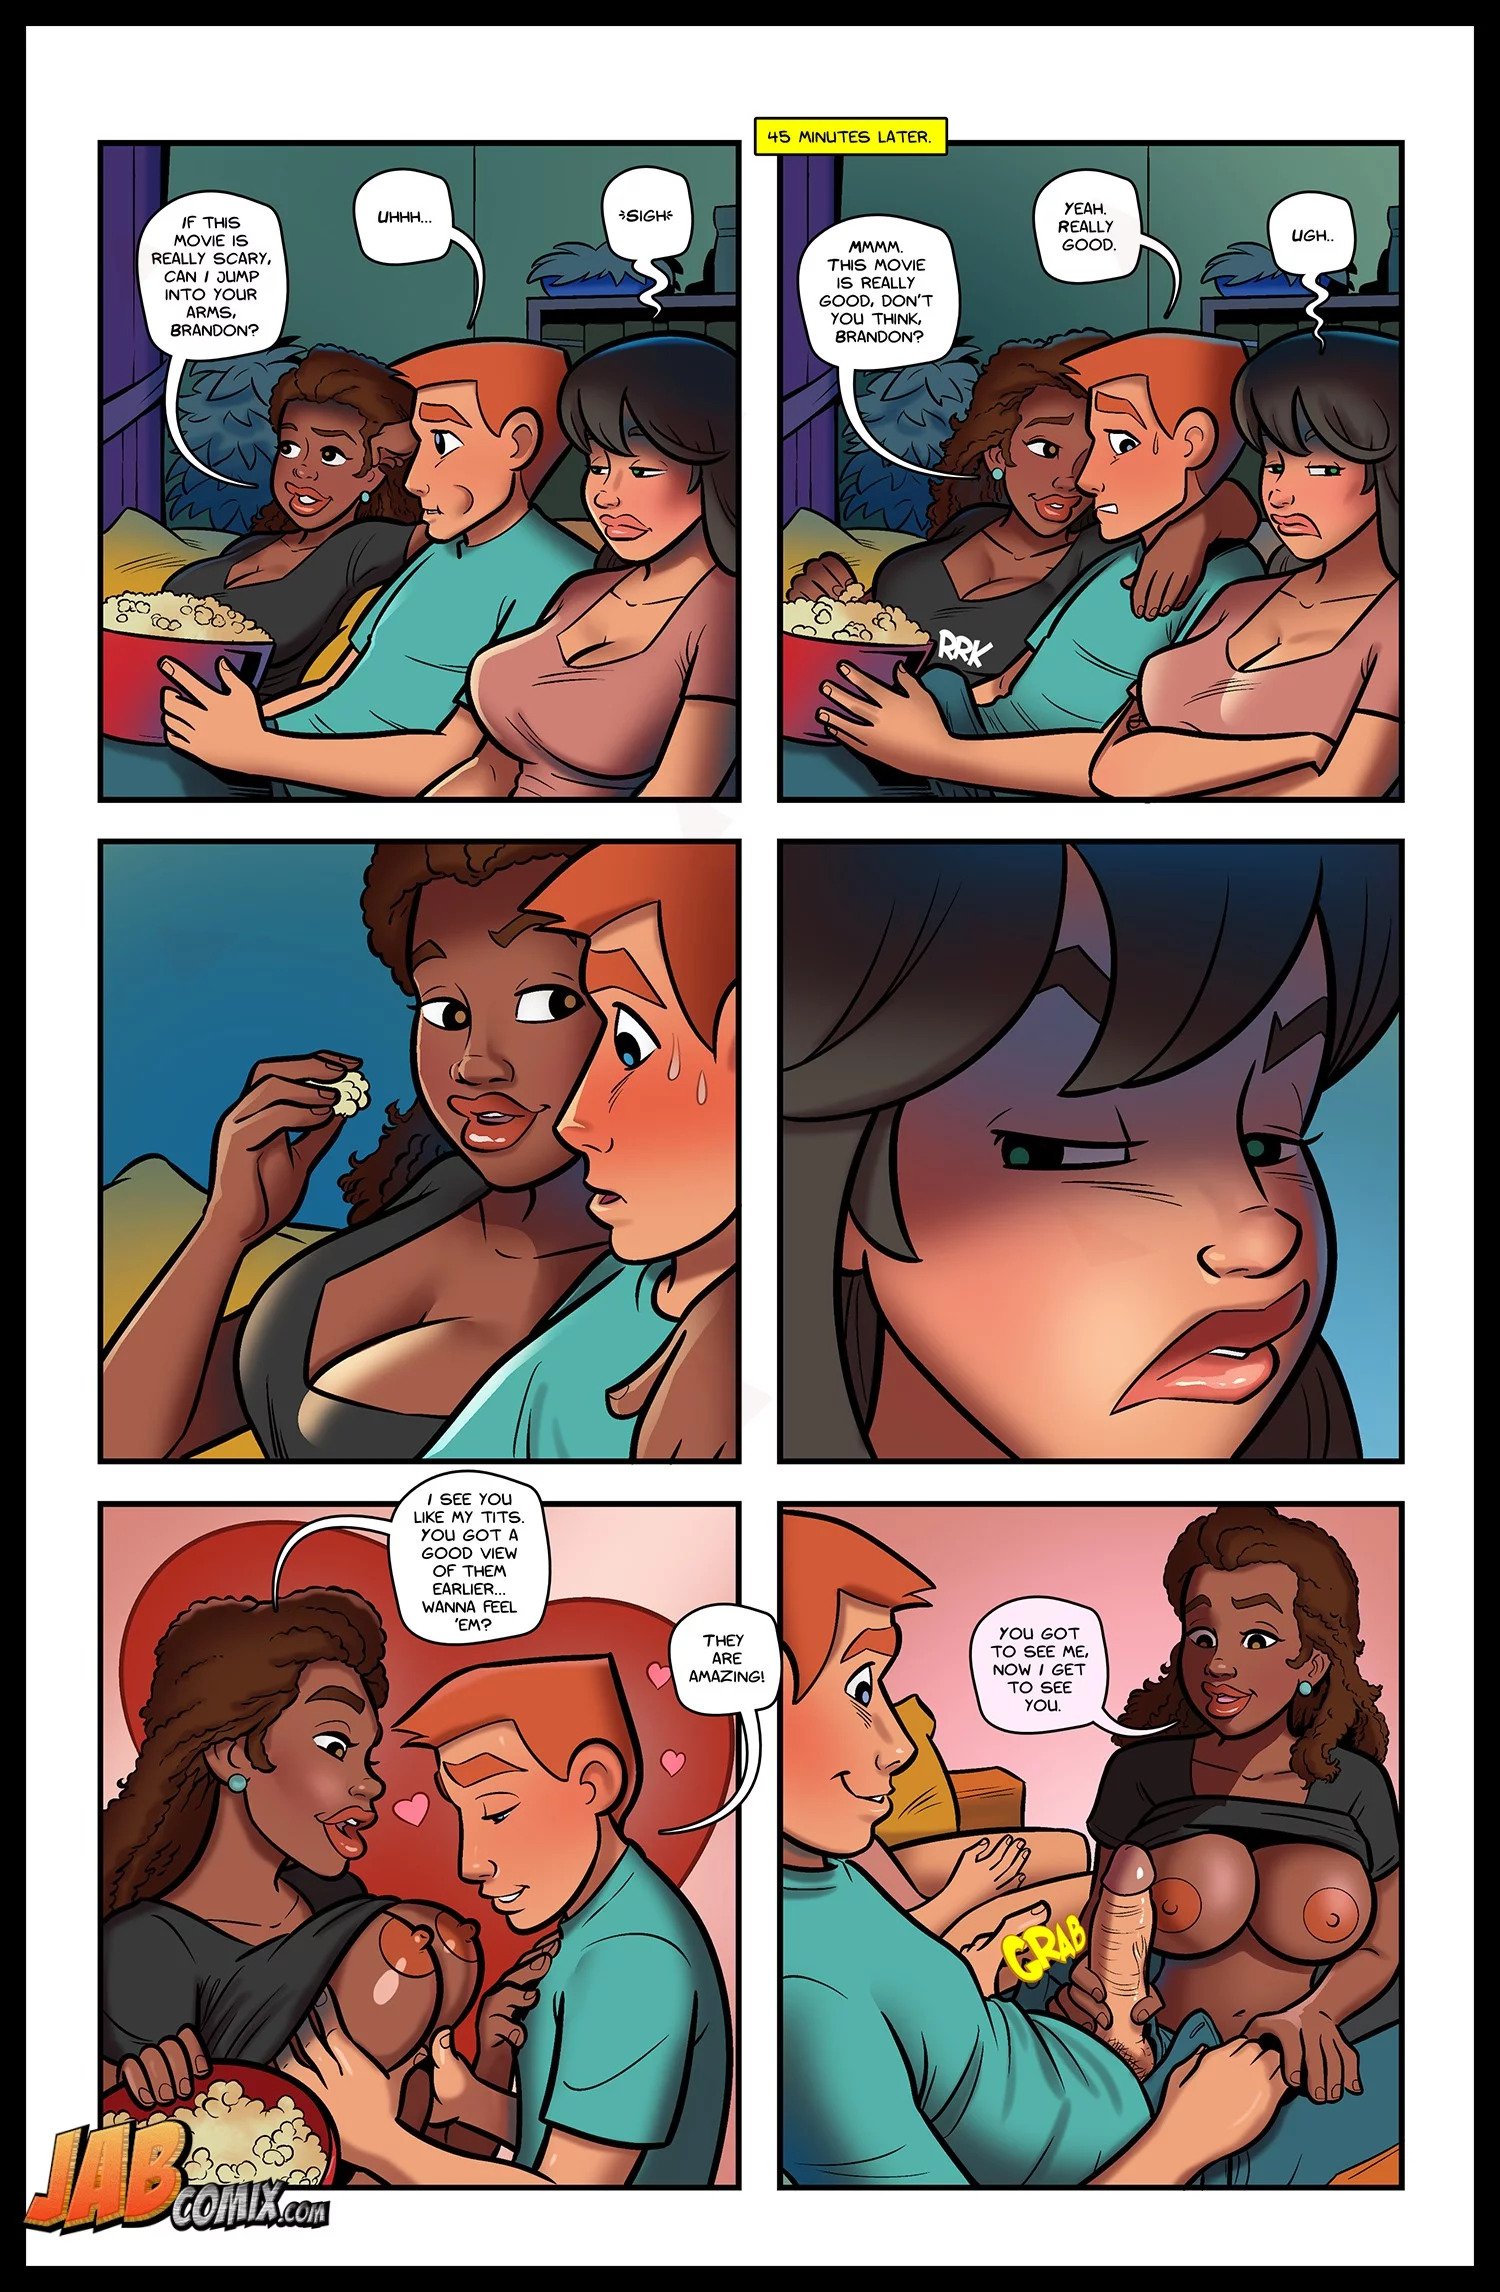 45 MINUTES LATER.
IF THIS
MOVIE IS
REALLY SCARY,
CAN I JUMP
INTO YOUR
ARMS,
BRANDON?
UHHH...
SIGH
MMMM.
THIS MOVIE
IS REALLY
GOOD, DON'T
YOU THINK,
BRANDON?
YEAH.
REALLY
GOOD.
UGH..
RRK
I SEE YOU
LIKE MY TITS.
YOU GOT A
GOOD VIEW
OF THEM
EARLIER...
WANNA FEEL
'EM?
THEY
ARE
AMAZING!
YOU GOT
TO SEE ME,
NOW I GET
TO SEE
YOU.
GRAB
JAB
COMIX.COM